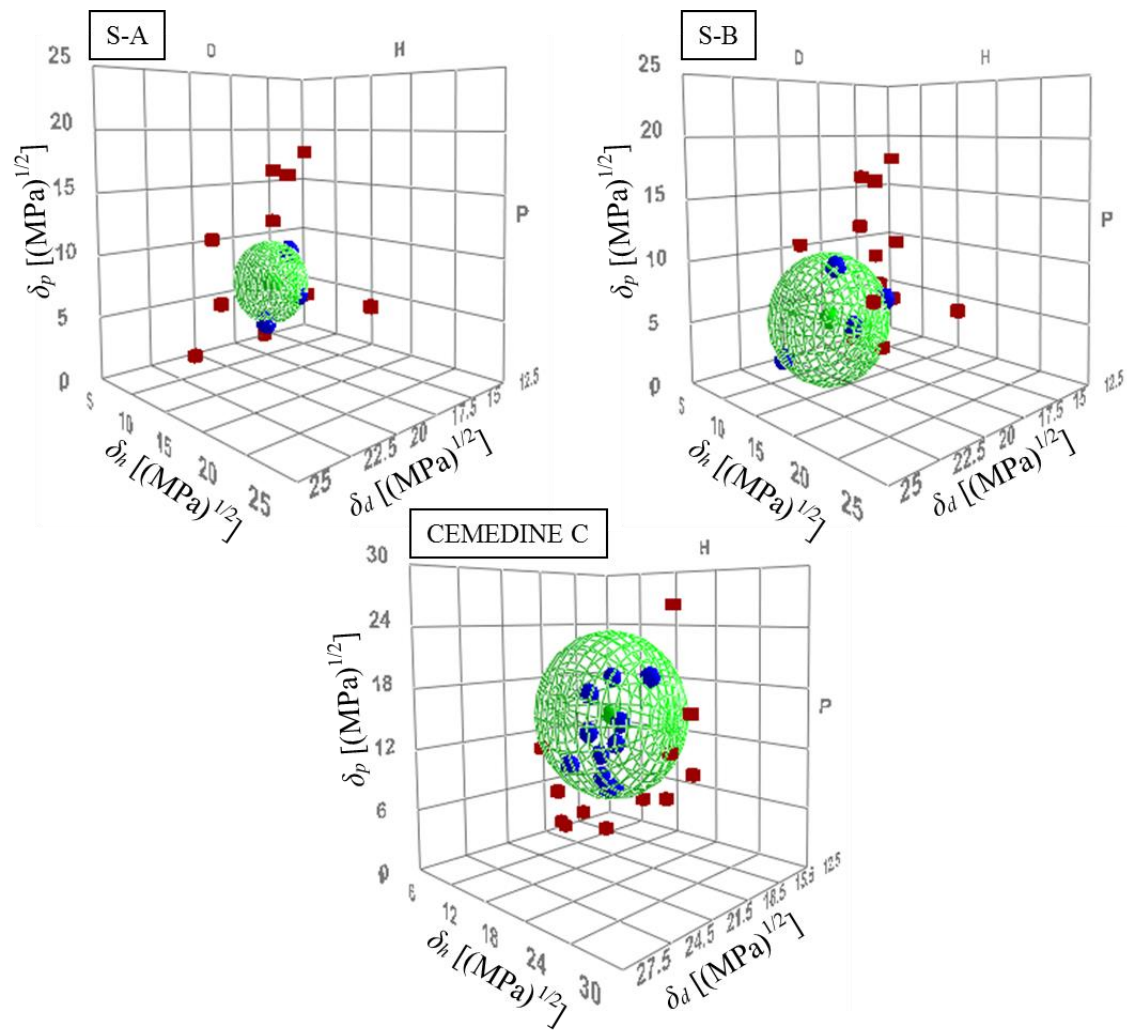 S-A
D H
25
20
15
10
5
0
P
δp [(MPa)^1/2]
5 10 15 20 25
δh [(MPa)^1/2]
25 22.5 20 17.5 15 12.5
δd [(MPa)^1/2]
S-B
D H
25
20
15
10
5
0
P
δp [(MPa)^1/2]
5 10 15 20 25
δh [(MPa)^1/2]
25 22.5 20 17.5 15 12.5
δd [(MPa)^1/2]
CEMEDINE C
H
30
24
18
12
6
0
P
δp [(MPa)^1/2]
6 12 18 24 30
δh [(MPa)^1/2]
27.5 24.5 21.5 18.5 15.5 12.5
δd [(MPa)^1/2]